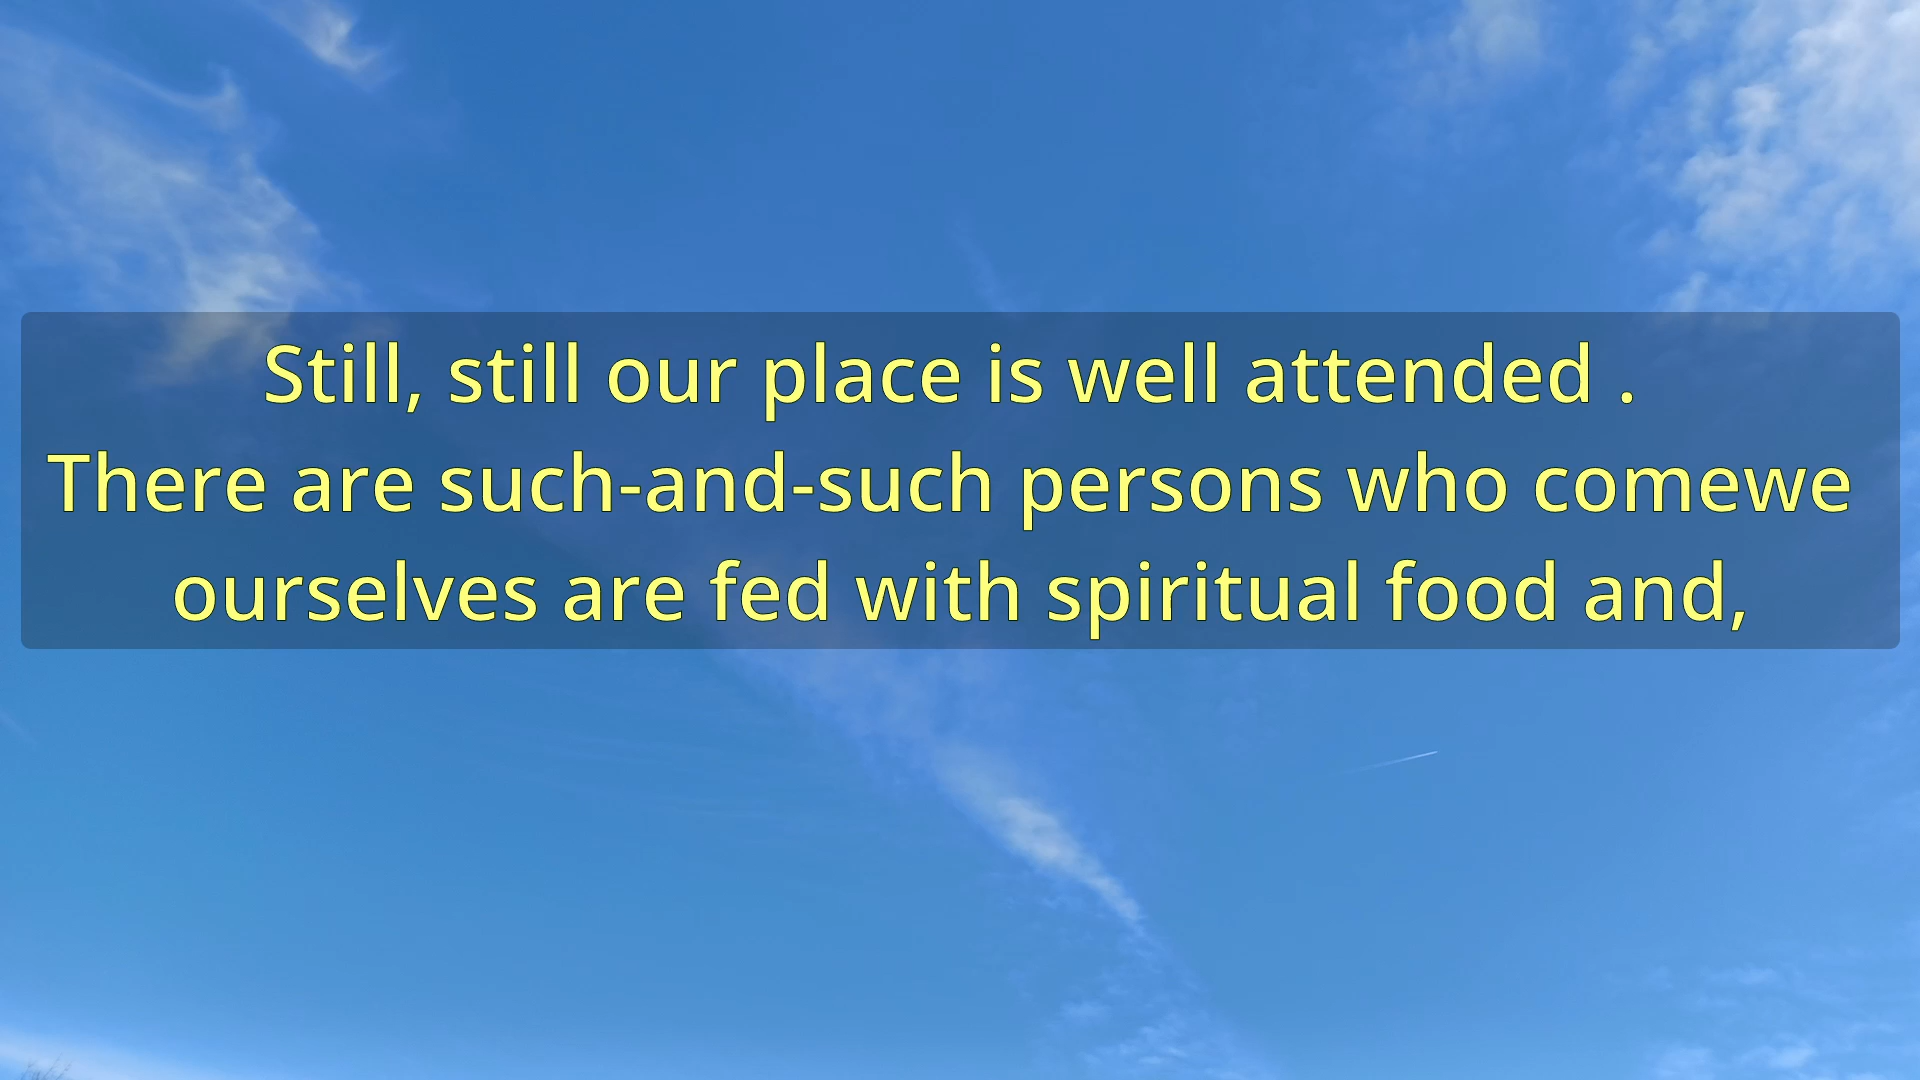 Still, still our place is well attended .
There are such-and-such persons who comewe
ourselves are fed with spiritual food and,